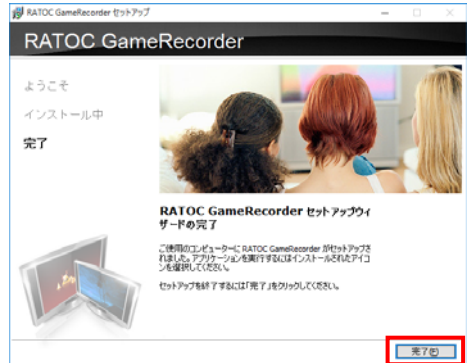 RATOC GameRecorder セットアップ
RATOC GameRecorder
ようこそ
インストール中
完了
RATOC GameRecorder セットアップウィ
ザードの完了
ご使用のコンピューターに RATOC GameRecorder がセットアップさ
れました。アプリケーションを実行するにはインストールされたアイコ
ンを選択してください。
セットアップを終了するには「完了」をクリックしてください。
完了(F)